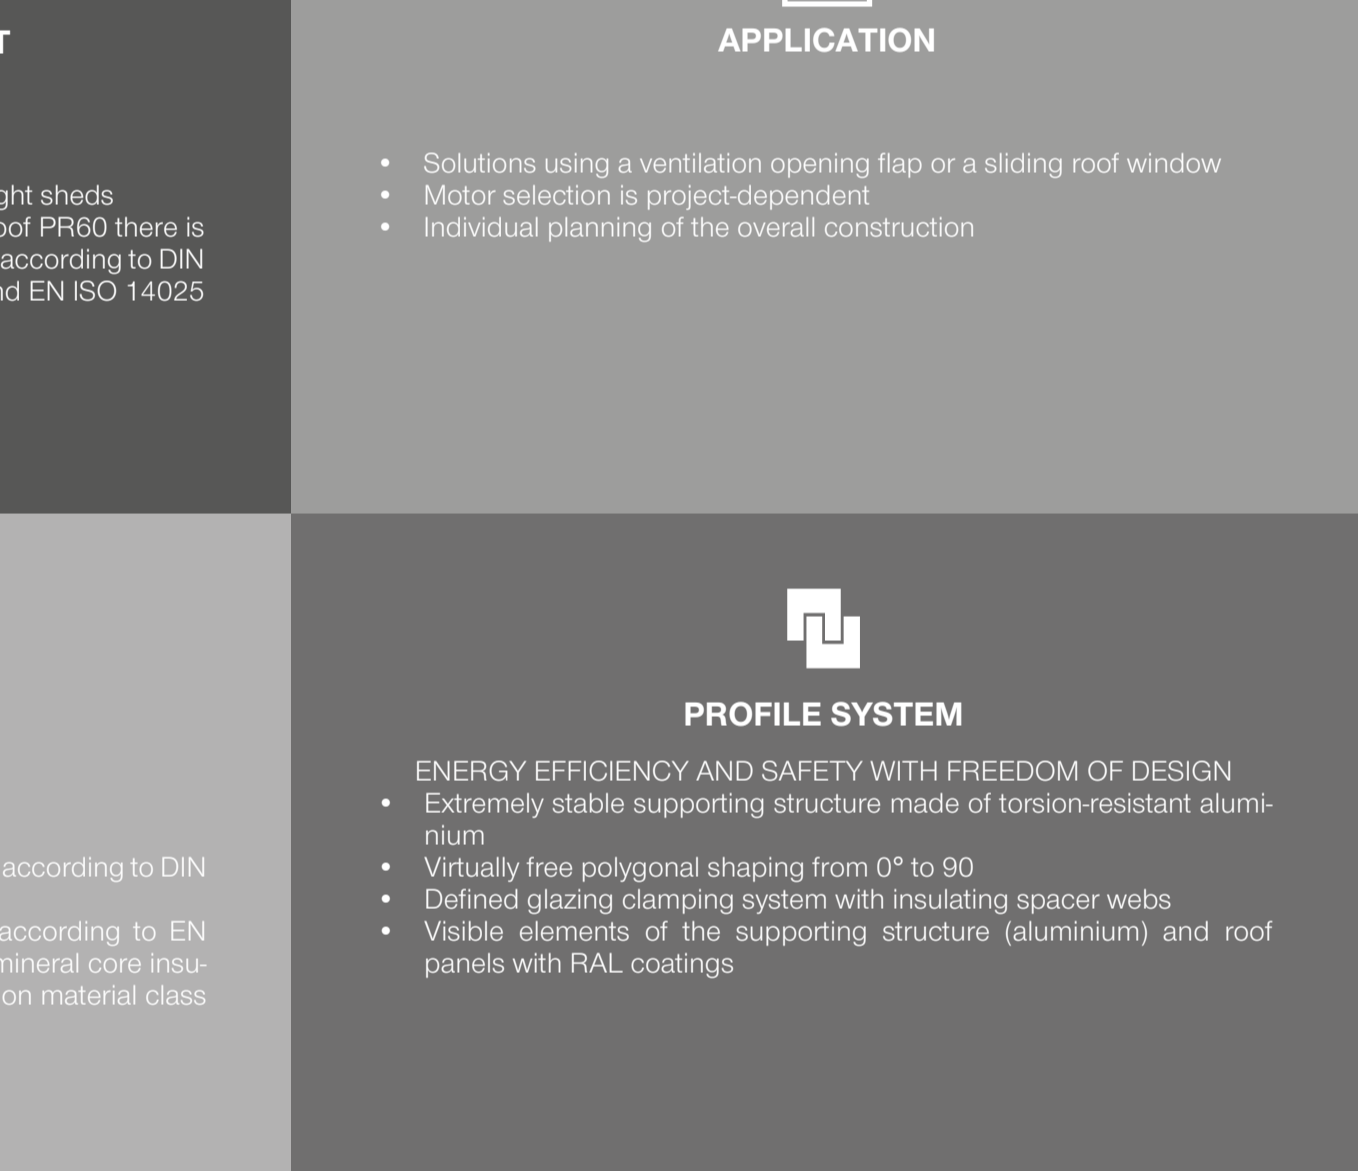 T
ght sheds
oof PR60 there is
according to DIN
nd EN ISO 14025
APPLICATION
• Solutions using a ventilation opening flap or a sliding roof window
• Motor selection is project-dependent
• Individual planning of the overall construction
according to DIN
according to EN
mineral core insu-
on material class
PROFILE SYSTEM
ENERGY EFFICIENCY AND SAFETY WITH FREEDOM OF DESIGN
• Extremely stable supporting structure made of torsion-resistant alumi-
nium
• Virtually free polygonal shaping from 0° to 90
• Defined glazing clamping system with insulating spacer webs
• Visible elements of the supporting structure (aluminium) and roof
panels with RAL coatings